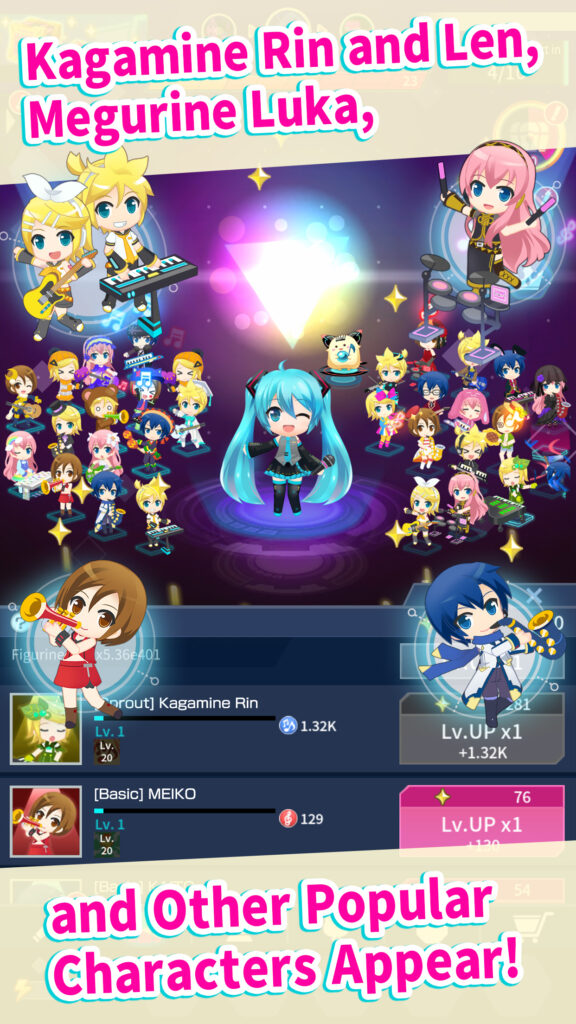 Kagamine Rin and Len,
Megurine Luka,
Figurine
x5.36e401
Kagamine Rin
Lv. 1
1.32K
Lv.
20
Lv.UP x1
+1.32K
[Basic] MEIKO
76
Lv. 1
129
Lv.
20
Lv.UP x1
+130
54
and Other Popular
Characters Appear!